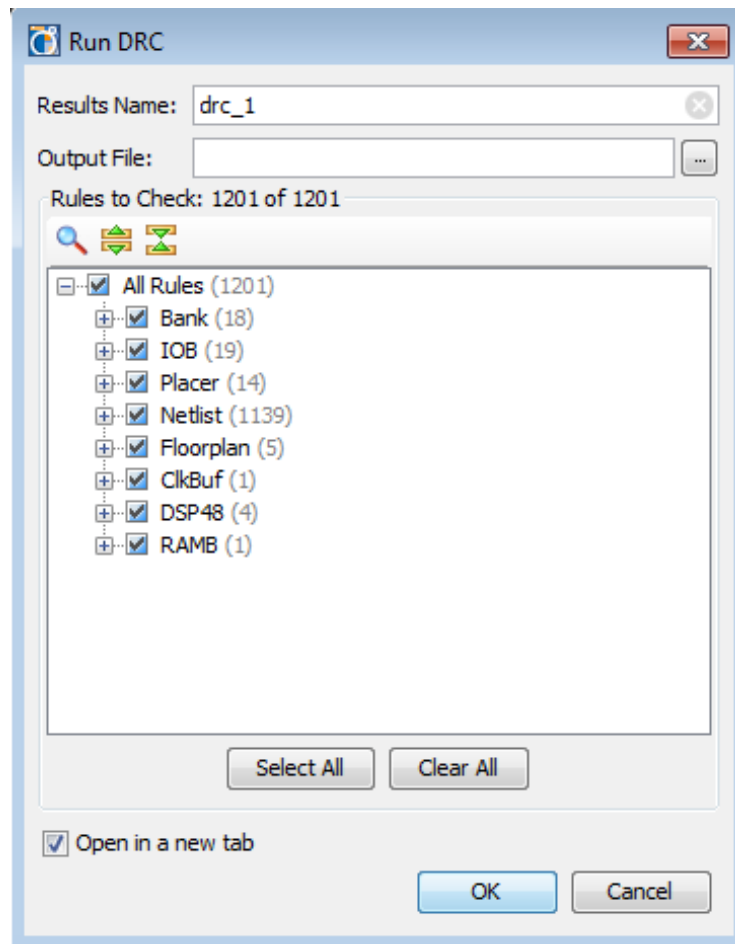 Run DRC
Results Name: drc_1
Output File: ...
Rules to Check: 1201 of 1201
All Rules (1201)
Bank (18)
IOB (19)
Placer (14)
Netlist (1139)
Floorplan (5)
ClkBuf (1)
DSP48 (4)
RAMB (1)
Select All Clear All
Open in a new tab
OK Cancel